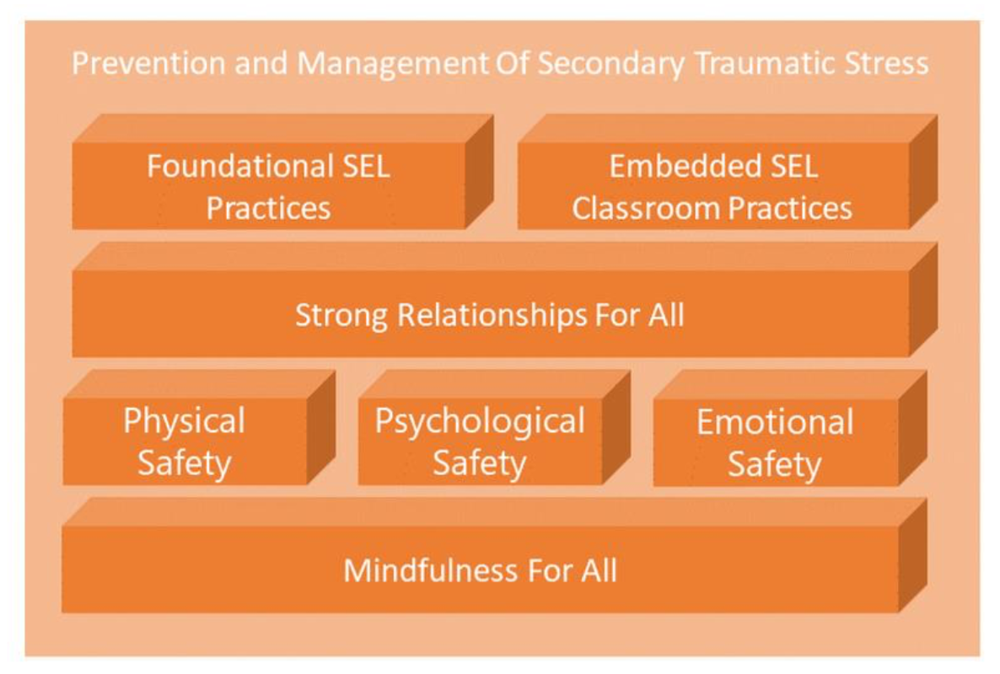 Prevention and Management Of Secondary Traumatic Stress
Foundational SEL
Practices
Embedded SEL
Classroom Practices
Strong Relationships For All
Physical
Safety
Psychological
Safety
Emotional
Safety
Mindfulness For All